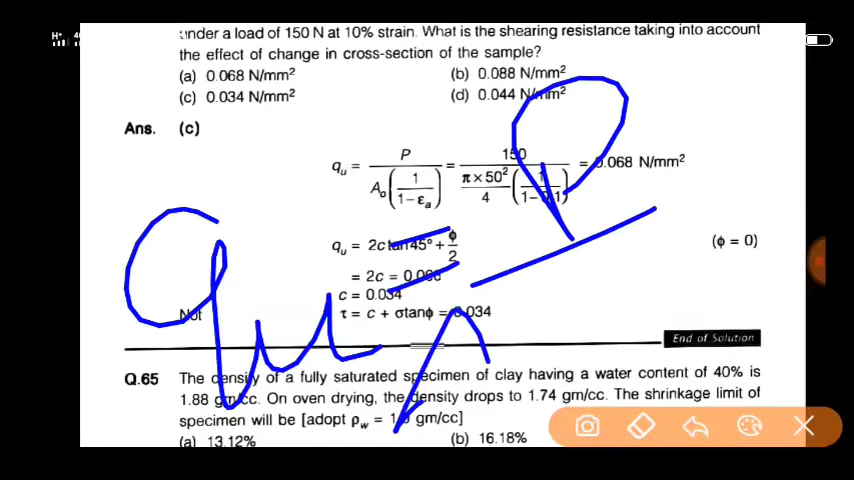 under a load of 150 N at 10% strain. What is the shearing resistance taking into account
the effect of change in cross-section of the sample?
(a) 0.068 N/mm² (b) 0.088 N/mm²
(c) 0.034 N/mm² (d) 0.044 N/mm²
Ans. (c)
qᵤ = P / A₀(1/(1-εₐ)) = 150 / (π×50²/4)(1/(1-0.1)) = 0.068 N/mm²
qᵤ = 2c tan 45° + ϕ/2 (ϕ = 0)
= 2c = 0.068
c = 0.034
τ = c + σtanϕ = 0.034
qu = P
A
End of Solution
Q.65 The density of a fully saturated specimen of clay having a water content of 40% is
1.88 gm/cc. On oven drying, the density drops to 1.74 gm/cc. The shrinkage limit of
specimen will be [adopt ρw = 1.0 gm/cc]
(a) 13.12% (b) 16.18%